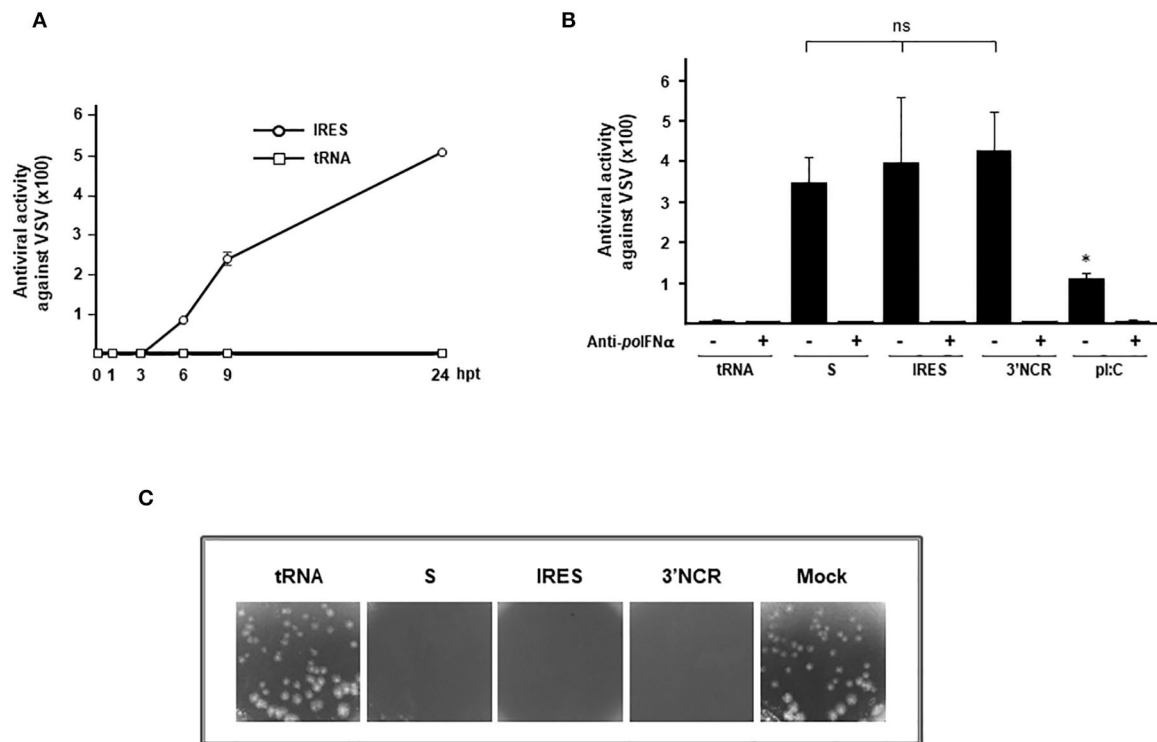 A
Antiviral activity
against VSV (x100)
6
5
4
3
2
1
IRES
tRNA
0 1 3 6 9 24 hpt
B
ns
Antiviral activity
against VSV (x100)
6
5
4
3
2
1
*
Anti-poIFNα - + - + - + - + - +
tRNA S IRES 3'NCR pI:C
C
tRNA S IRES 3'NCR Mock